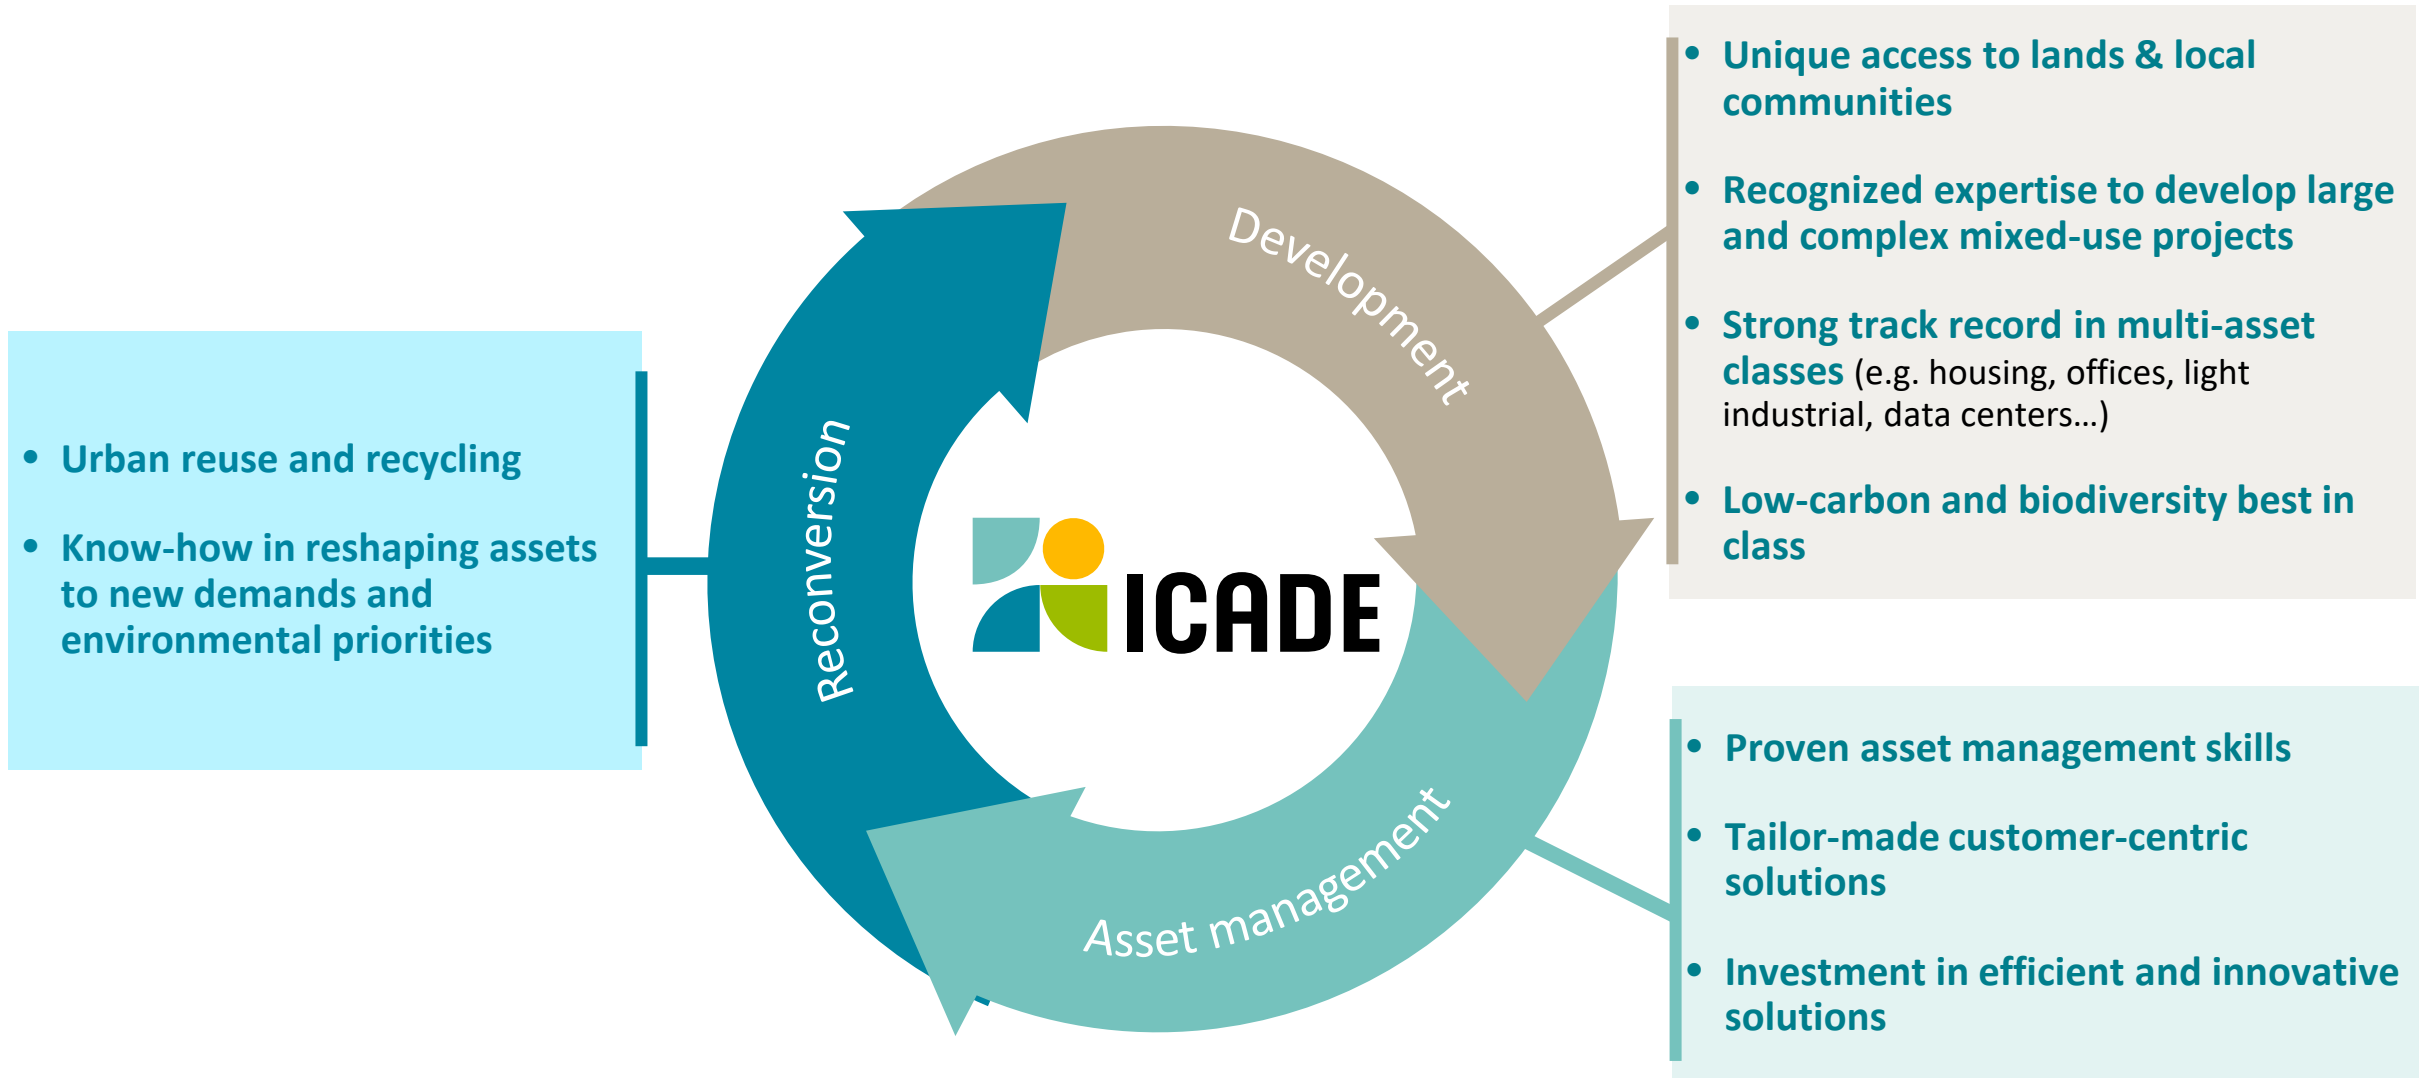 • Unique access to lands & local
communities
• Recognized expertise to develop large
and complex mixed-use projects
• Strong track record in multi-asset
classes (e.g. housing, offices, light
industrial, data centers…)
• Low-carbon and biodiversity best in
class
Development
• Urban reuse and recycling
• Know-how in reshaping assets
to new demands and
environmental priorities
Reconversion
ICADE
Asset management
• Proven asset management skills
• Tailor-made customer-centric
solutions
• Investment in efficient and innovative
solutions